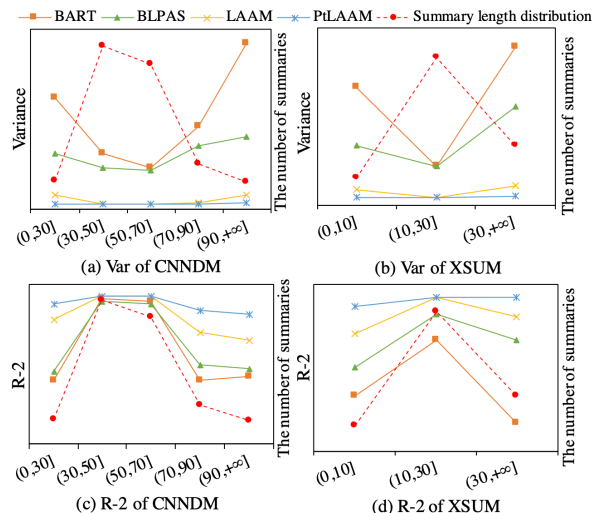 BART BLPAS LAAM PtLAAM Summary length distribution
Variance
The number of summaries
(0,30] (30,50] (50,70] (70,90] (90,+∞]
(a) Var of CNNDM
Variance
The number of summaries
(0,10] (10,30] (30,+∞]
(b) Var of XSUM
R-2
The number of summaries
(0,30] (30,50] (50,70] (70,90] (90,+∞]
(c) R-2 of CNNDM
R-2
The number of summaries
(0,10] (10,30] (30,+∞]
(d) R-2 of XSUM